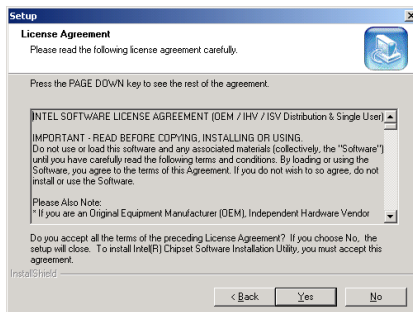 Setup
License Agreement
Please read the following license agreement carefully.
Press the PAGE DOWN key to see the rest of the agreement.
INTEL SOFTWARE LICENSE AGREEMENT (OEM / IHV / ISV Distribution & Single User)
IMPORTANT - READ BEFORE COPYING, INSTALLING OR USING.
Do not use or load this software and any associated materials (collectively, the "Software")
until you have carefully read the following terms and conditions. By loading or using the
Software, you agree to the terms of this Agreement. If you do not wish to so agree, do not
install or use the Software.
Please Also Note:
* If you are an Original Equipment Manufacturer (OEM), Independent Hardware Vendor
Do you accept all the terms of the preceding License Agreement? If you choose No, the
setup will close. To install Intel(R) Chipset Software Installation Utility, you must accept this
agreement.
InstallShield
< Back Yes No